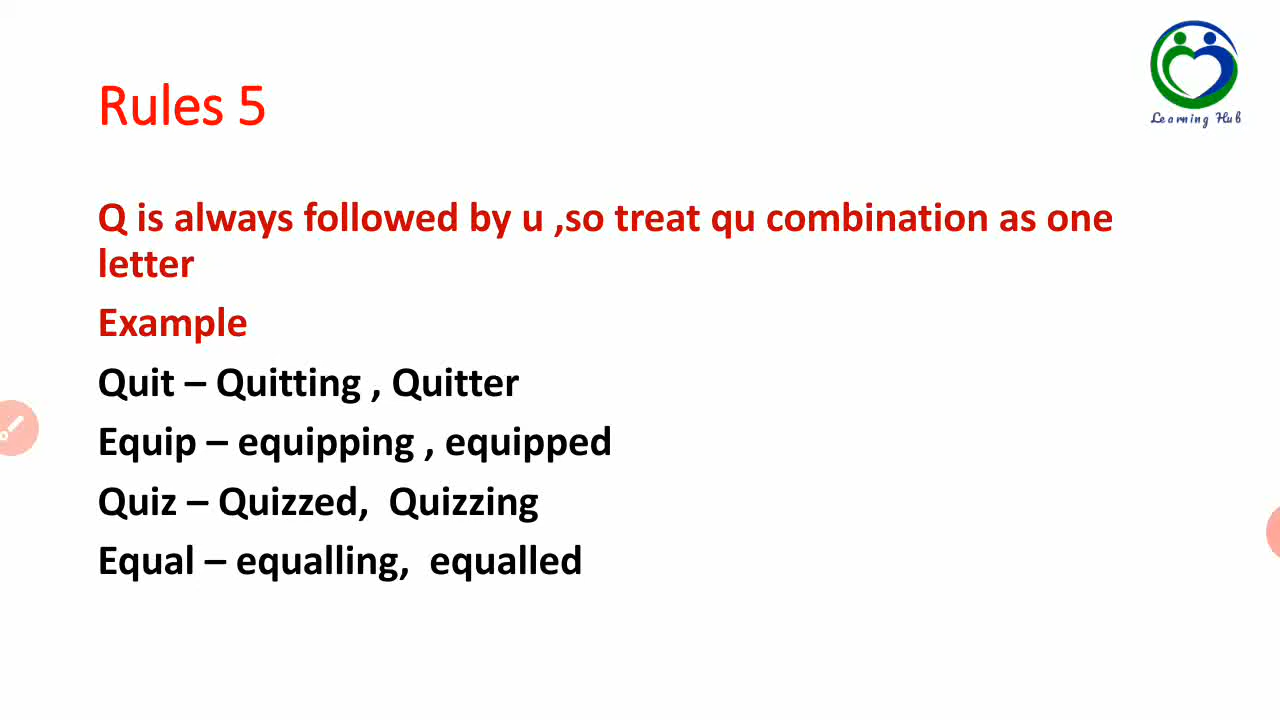 Learning Hub
Rules 5
Q is always followed by u ,so treat qu combination as one
letter
Example
Quit – Quitting , Quitter
Equip – equipping , equipped
Quiz – Quizzed,  Quizzing
Equal – equalling,  equalled